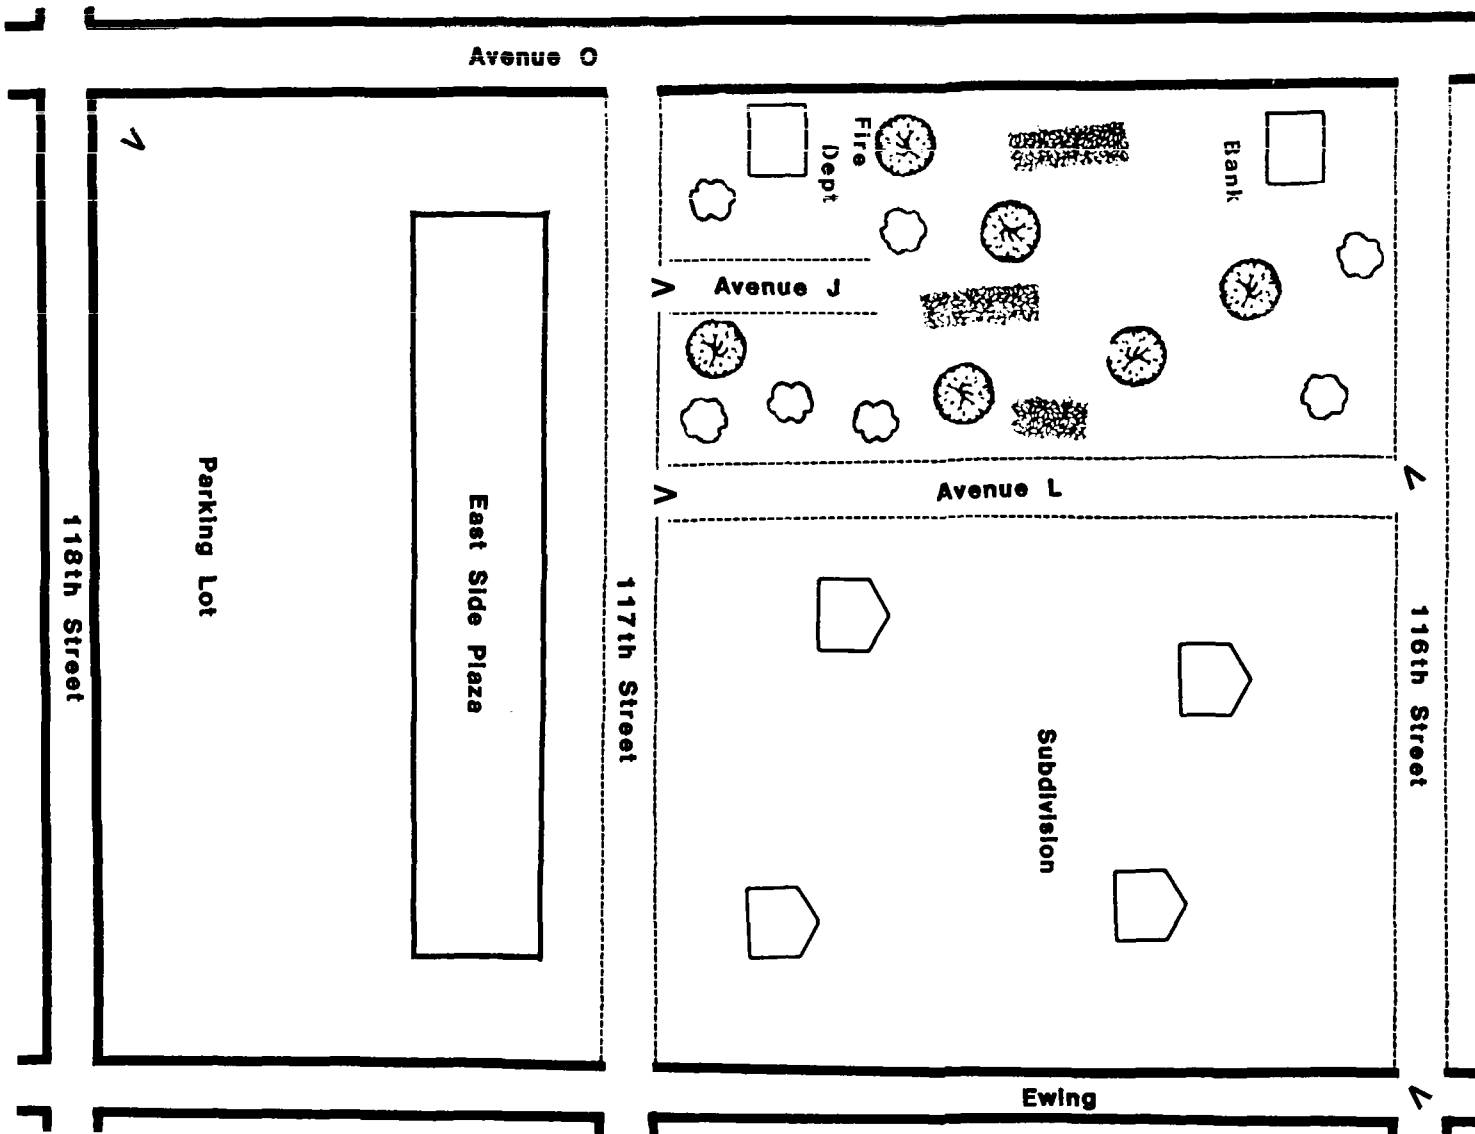 Avenue O
Fire
Dept
Bank
Avenue J
Avenue L
Parking Lot
118th Street
East Side Plaza
117th Street
116th Street
Subdivision
Ewing